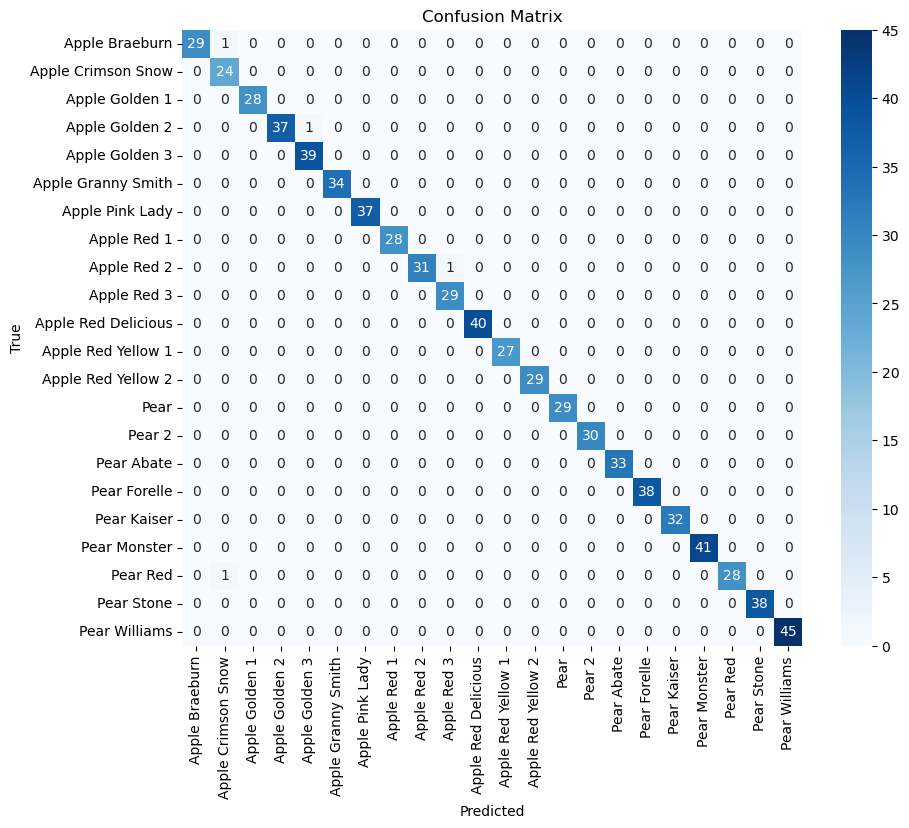 Confusion Matrix
True
Apple Braeburn 29 1 0 0 0 0 0 0 0 0 0 0 0 0 0 0 0 0 0 0 0 0
Apple Crimson Snow 0 24 0 0 0 0 0 0 0 0 0 0 0 0 0 0 0 0 0 0 0 0
Apple Golden 1 0 0 28 0 0 0 0 0 0 0 0 0 0 0 0 0 0 0 0 0 0 0
Apple Golden 2 0 0 0 37 1 0 0 0 0 0 0 0 0 0 0 0 0 0 0 0 0 0
Apple Golden 3 0 0 0 0 39 0 0 0 0 0 0 0 0 0 0 0 0 0 0 0 0 0
Apple Granny Smith 0 0 0 0 0 34 0 0 0 0 0 0 0 0 0 0 0 0 0 0 0 0
Apple Pink Lady 0 0 0 0 0 0 37 0 0 0 0 0 0 0 0 0 0 0 0 0 0 0
Apple Red 1 0 0 0 0 0 0 0 28 0 0 0 0 0 0 0 0 0 0 0 0 0 0
Apple Red 2 0 0 0 0 0 0 0 0 31 1 0 0 0 0 0 0 0 0 0 0 0 0
Apple Red 3 0 0 0 0 0 0 0 0 0 29 0 0 0 0 0 0 0 0 0 0 0 0
Apple Red Delicious 0 0 0 0 0 0 0 0 0 0 40 0 0 0 0 0 0 0 0 0 0 0
Apple Red Yellow 1 0 0 0 0 0 0 0 0 0 0 0 27 0 0 0 0 0 0 0 0 0 0
Apple Red Yellow 2 0 0 0 0 0 0 0 0 0 0 0 0 29 0 0 0 0 0 0 0 0 0
Pear 0 0 0 0 0 0 0 0 0 0 0 0 0 29 0 0 0 0 0 0 0 0
Pear 2 0 0 0 0 0 0 0 0 0 0 0 0 0 0 30 0 0 0 0 0 0 0
Pear Abate 0 0 0 0 0 0 0 0 0 0 0 0 0 0 0 33 0 0 0 0 0 0
Pear Forelle 0 0 0 0 0 0 0 0 0 0 0 0 0 0 0 0 38 0 0 0 0 0
Pear Kaiser 0 0 0 0 0 0 0 0 0 0 0 0 0 0 0 0 0 32 0 0 0 0
Pear Monster 0 0 0 0 0 0 0 0 0 0 0 0 0 0 0 0 0 0 41 0 0 0
Pear Red 0 1 0 0 0 0 0 0 0 0 0 0 0 0 0 0 0 0 0 28 0 0
Pear Stone 0 0 0 0 0 0 0 0 0 0 0 0 0 0 0 0 0 0 0 0 38 0
Pear Williams 0 0 0 0 0 0 0 0 0 0 0 0 0 0 0 0 0 0 0 0 0 45
Apple Braeburn
Apple Crimson Snow
Apple Golden 1
Apple Golden 2
Apple Golden 3
Apple Granny Smith
Apple Pink Lady
Apple Red 1
Apple Red 2
Apple Red 3
Apple Red Delicious
Apple Red Yellow 1
Apple Red Yellow 2
Pear
Pear 2
Pear Abate
Pear Forelle
Pear Kaiser
Pear Monster
Pear Red
Pear Stone
Pear Williams
Predicted
45
40
35
30
25
20
15
10
5
0